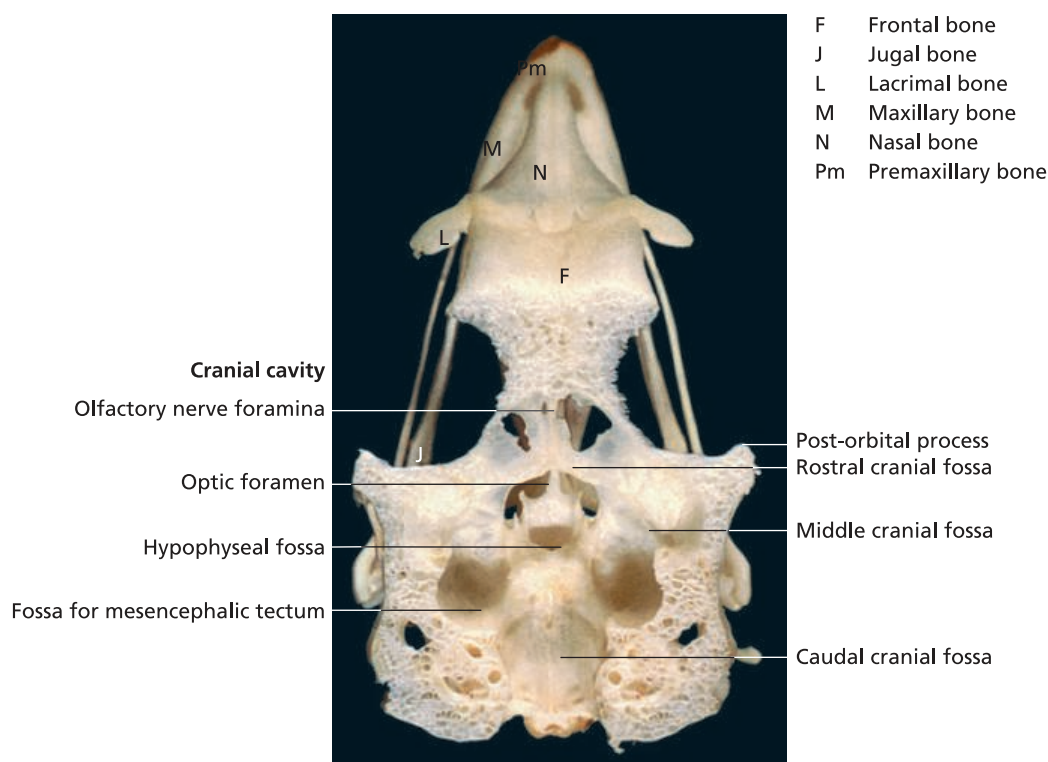 F Frontal bone
J Jugal bone
L Lacrimal bone
M Maxillary bone
N Nasal bone
Pm Premaxillary bone
Pm
M
N
L
F
Cranial cavity
Olfactory nerve foramina
J
Optic foramen
Hypophyseal fossa
Fossa for mesencephalic tectum
Post-orbital process
Rostral cranial fossa
Middle cranial fossa
Caudal cranial fossa